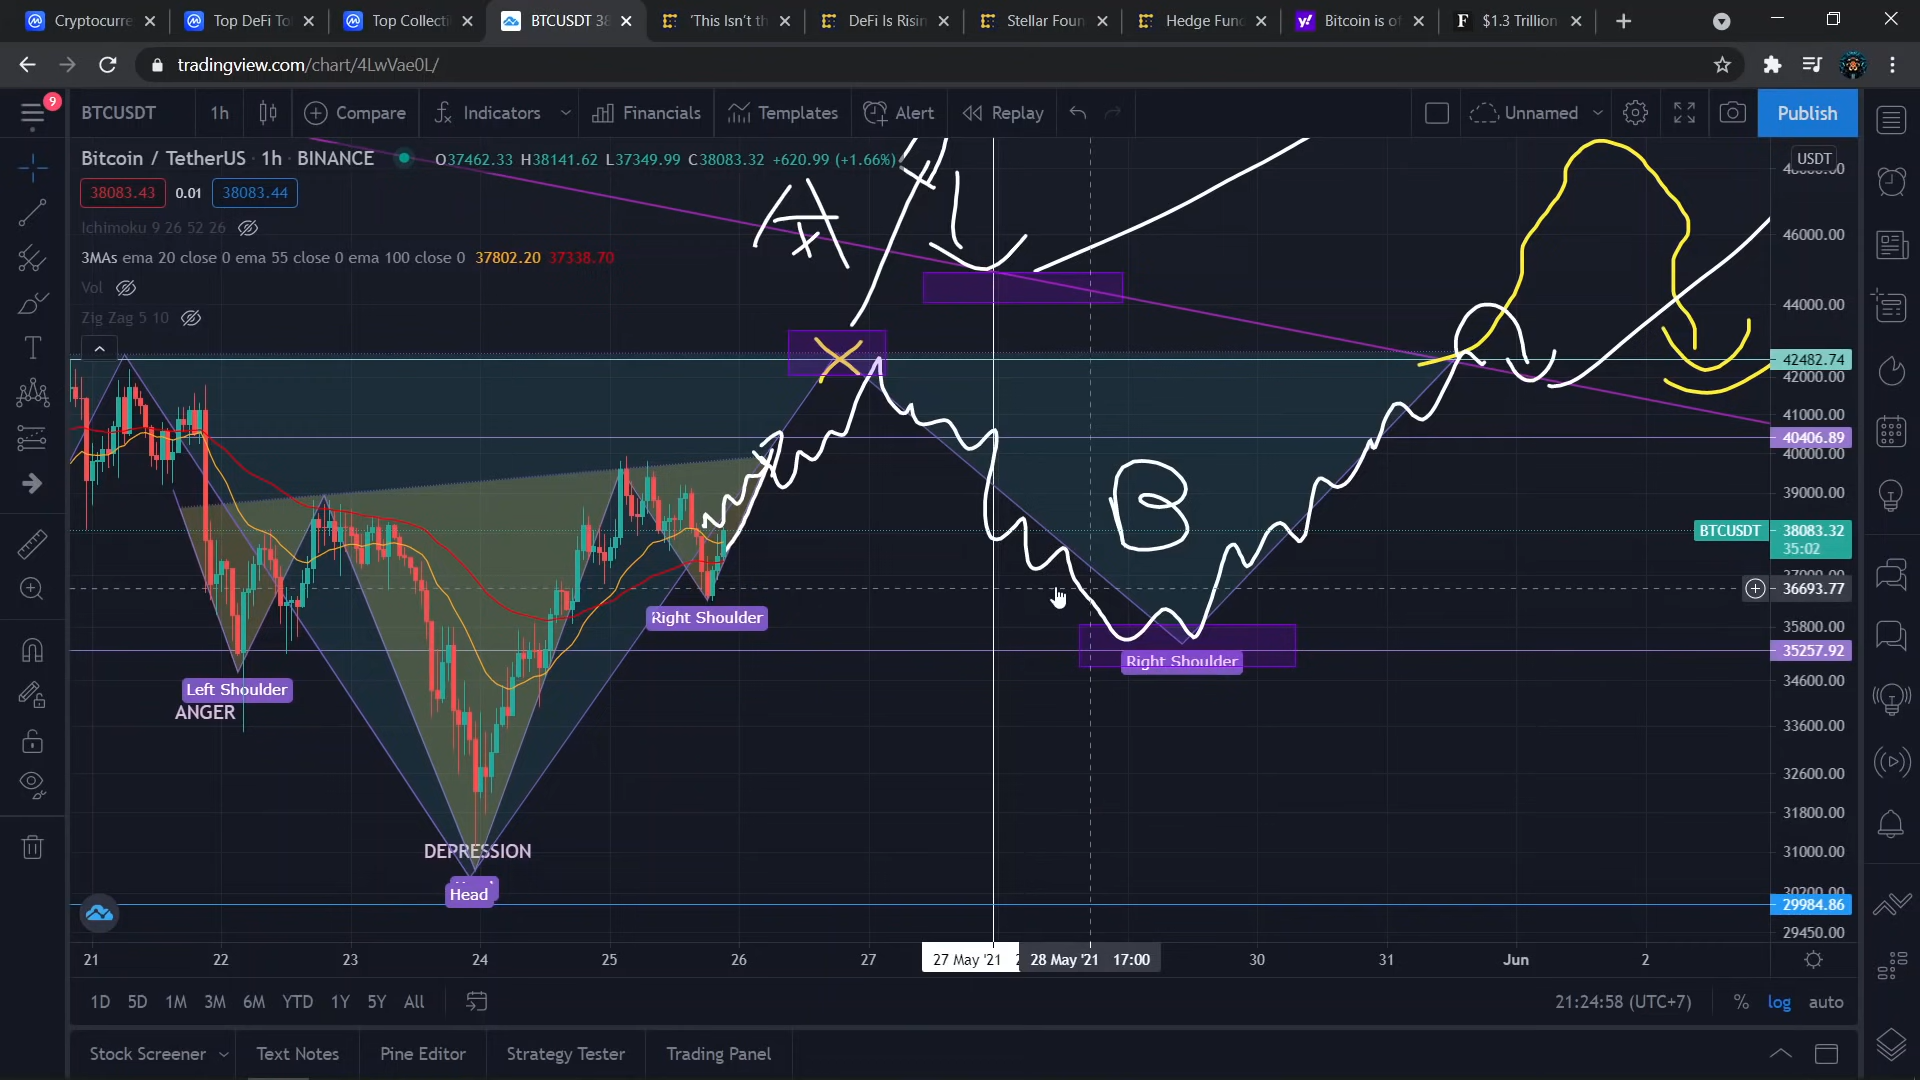 Cryptocurre
Top DeFi To
Top Collecti
BTCUSDT 38
'This Isn't th
DeFi Is Risin
Stellar Foun
Hedge Fund
Bitcoin is of
$1.3 Trillion
tradingview.com/chart/4LwVae0L/
9
BTCUSDT
1h
Compare
Indicators
Financials
Templates
Alert
Replay
Unnamed
Publish
Bitcoin / TetherUS · 1h · BINANCE
O37462.33 H38141.62 L37349.99 C38083.32 +620.99 (+1.66%)
USDT
38083.43
0.01
38083.44
Ichimoku 9 26 52 26
3MAs ema 20 close 0 ema 55 close 0 ema 100 close 0 37802.20 37338.70
Vol
Zig Zag 5 10
46000.00
44000.00
42482.74
42000.00
41000.00
40406.89
40000.00
39000.00
BTCUSDT
38083.32
35:02
36693.77
35800.00
35257.92
34600.00
33600.00
32600.00
31800.00
31000.00
30200.00
29984.86
29450.00
B
Right Shoulder
Right Shoulder
Left Shoulder
ANGER
DEPRESSION
Head
21
22
23
24
25
26
27
27 May '21
28 May '21 17:00
30
31
Jun
2
1D
5D
1M
3M
6M
YTD
1Y
5Y
All
21:24:58 (UTC+7)
%
log
auto
Stock Screener
Text Notes
Pine Editor
Strategy Tester
Trading Panel